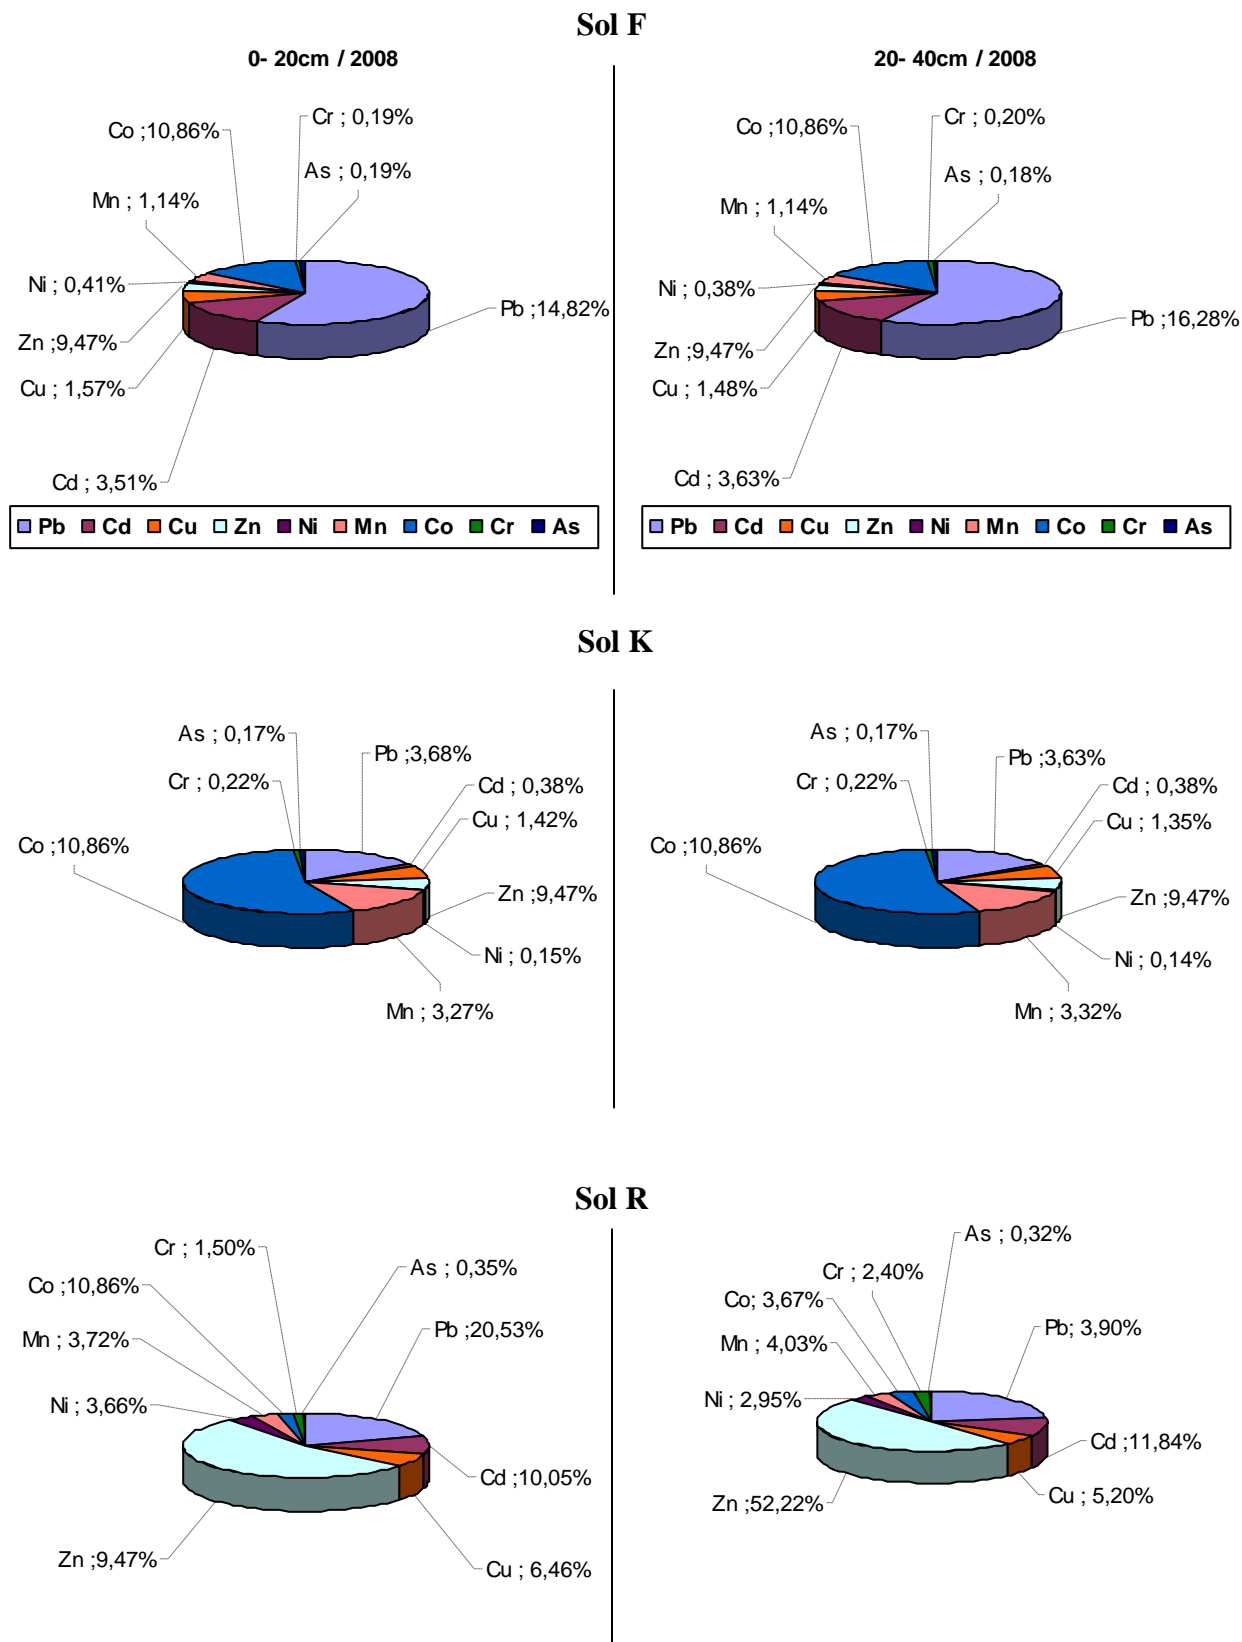 Sol F
0- 20cm / 2008
Cr ; 0,19%
Co ;10,86%
As ; 0,19%
Mn ; 1,14%
Ni ; 0,41%
Pb ;14,82%
Zn ;9,47%
Cu ; 1,57%
Cd ; 3,51%
Pb Cd Cu Zn Ni Mn Co Cr As
20- 40cm / 2008
Cr ; 0,20%
Co ;10,86%
As ; 0,18%
Mn ; 1,14%
Ni ; 0,38%
Pb ;16,28%
Zn ;9,47%
Cu ; 1,48%
Cd ; 3,63%
Pb Cd Cu Zn Ni Mn Co Cr As
Sol K
As ; 0,17%
Pb ;3,68%
Cr ; 0,22%
Cd ; 0,38%
Cu ; 1,42%
Co ;10,86%
Zn ;9,47%
Ni ; 0,15%
Mn ; 3,27%
As ; 0,17%
Pb ;3,63%
Cr ; 0,22%
Cd ; 0,38%
Cu ; 1,35%
Co ;10,86%
Zn ;9,47%
Ni ; 0,14%
Mn ; 3,32%
Sol R
Cr ; 1,50%
As ; 0,35%
Co ;10,86%
Pb ;20,53%
Mn ; 3,72%
Ni ; 3,66%
Cd ;10,05%
Zn ;9,47%
Cu ; 6,46%
As ; 0,32%
Cr ; 2,40%
Co; 3,67%
Pb; 3,90%
Mn ; 4,03%
Ni ; 2,95%
Cd ;11,84%
Zn ;52,22%
Cu ; 5,20%